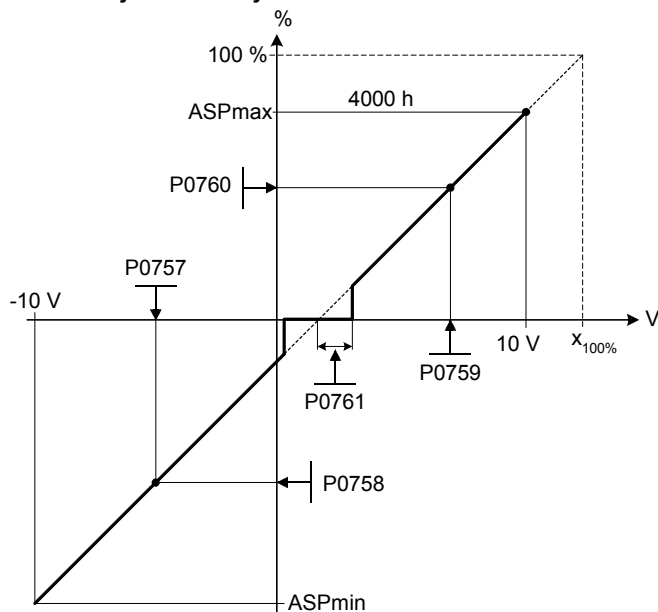 %
100 %
ASPmax
4000 h
P0760
P0757
-10 V
V
10 V
x100%
P0759
P0761
P0758
ASPmin